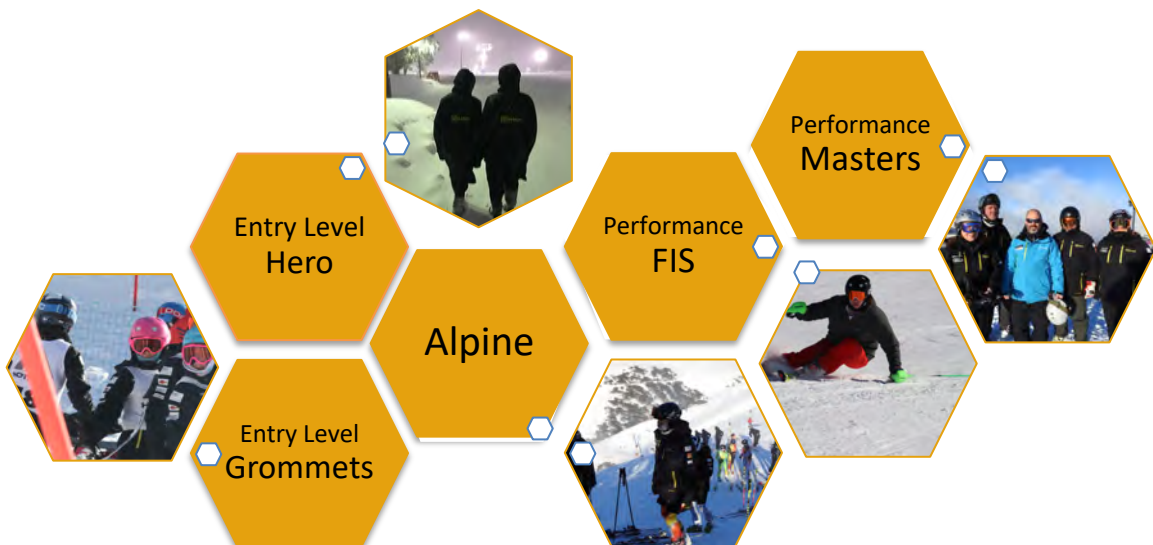 Performance
Masters
Entry Level
Hero
Performance
FIS
Alpine
Entry Level
Grommets